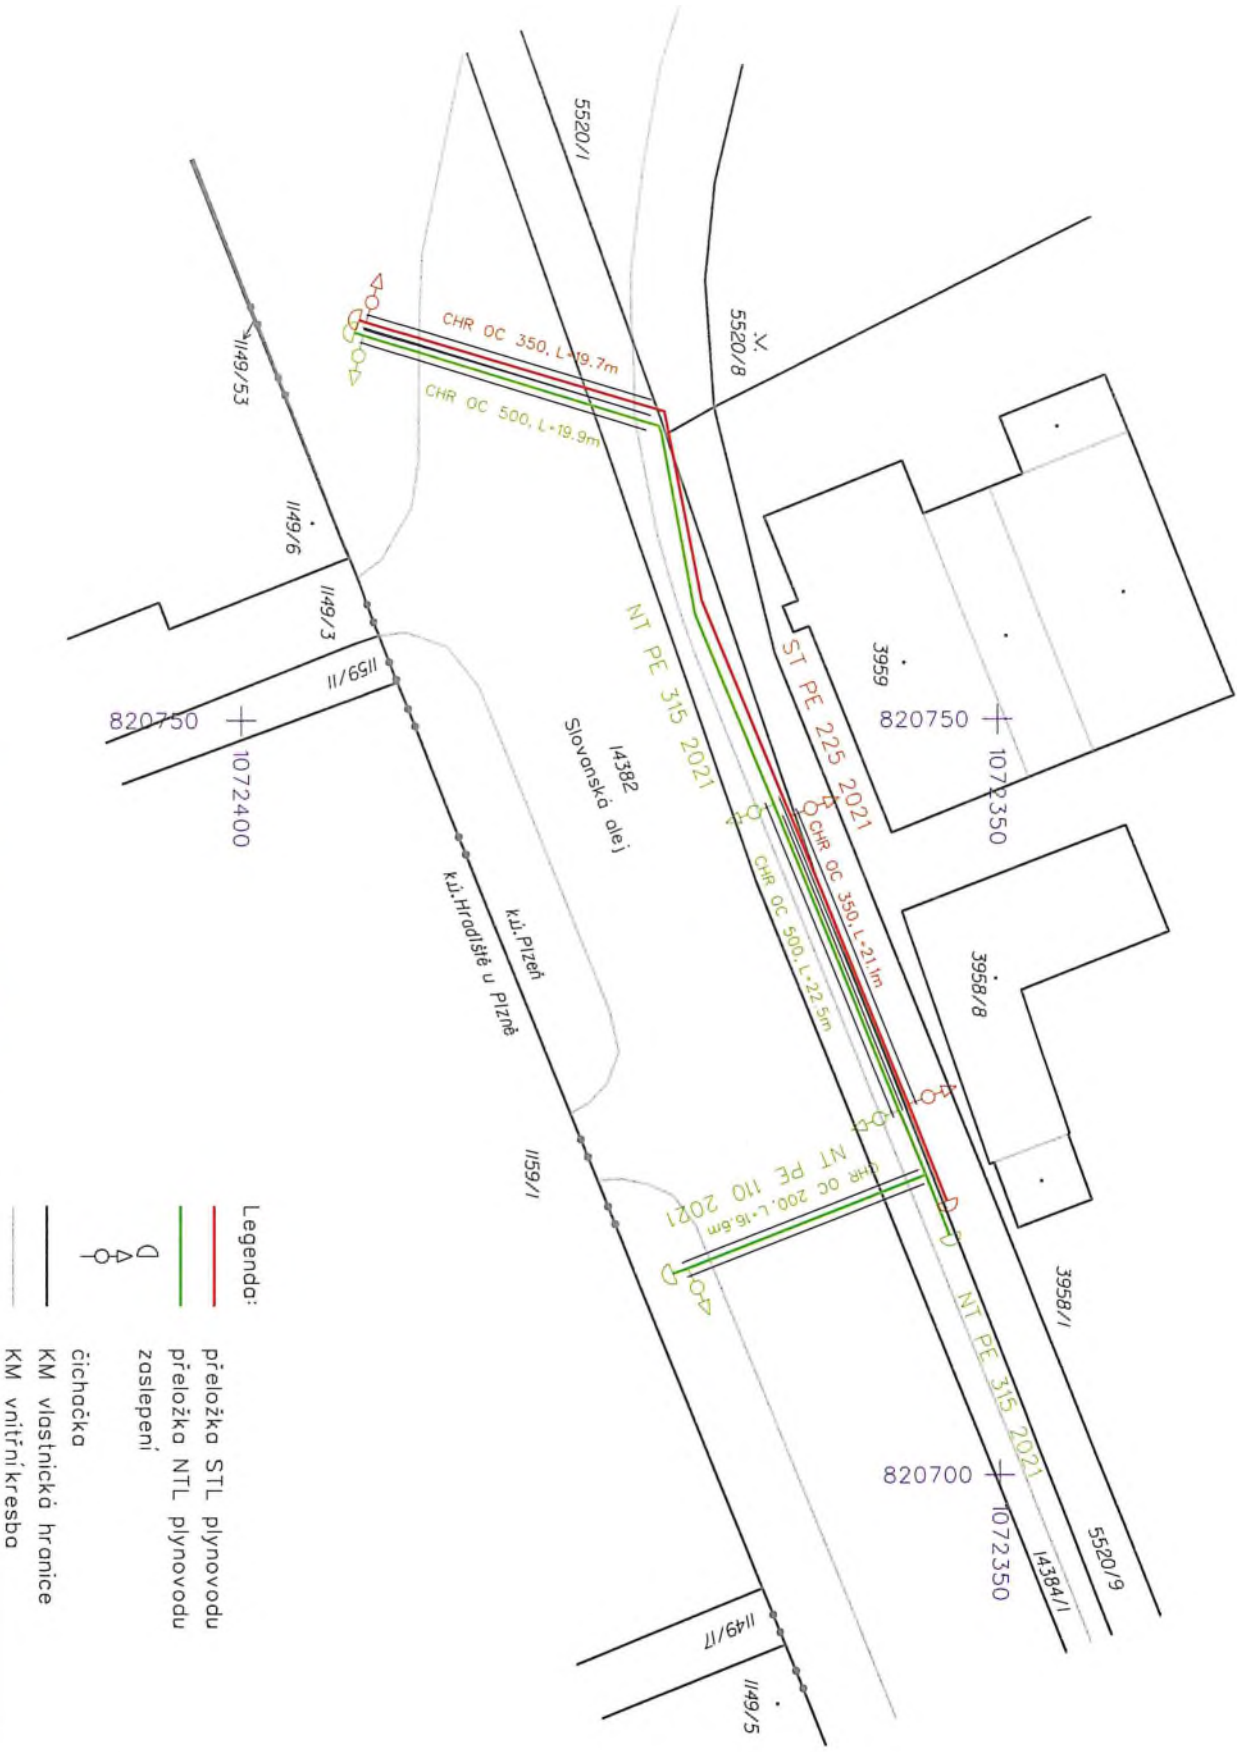 5520/1
5520/8
1149/53
CHR OC 350, L=19.7m
CHR OC 500, L=19.9m
1149/6
1149/3
1159/11
820750
1072400
NT PE 315 2021
ST PE 225 2021
3959
820750
1072350
14382
Slovanská alej
CHR OC 350, L=21.1m
CHR OC 500, L=22.5m
k.ú.Plzeň
k.ú.Hradiště u Plzně
3958/8
1159/1
NT PE 110 2021
CHR OC 200, L=16.6m
3958/1
NT PE 315 2021
820700
1072350
5520/9
14384/1
1149/17
1149/5
Legenda:
přeložka STL plynovodu
přeložka NTL plynovodu
zaslepení
čichačka
KM vlastnická hranice
KM vnitřní kresba